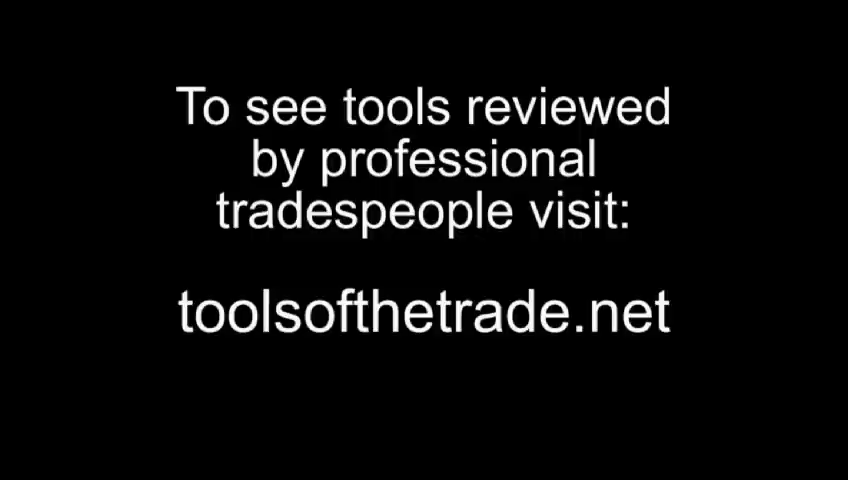 To see tools reviewed
by professional
tradespeople visit:
toolsofthetrade.net